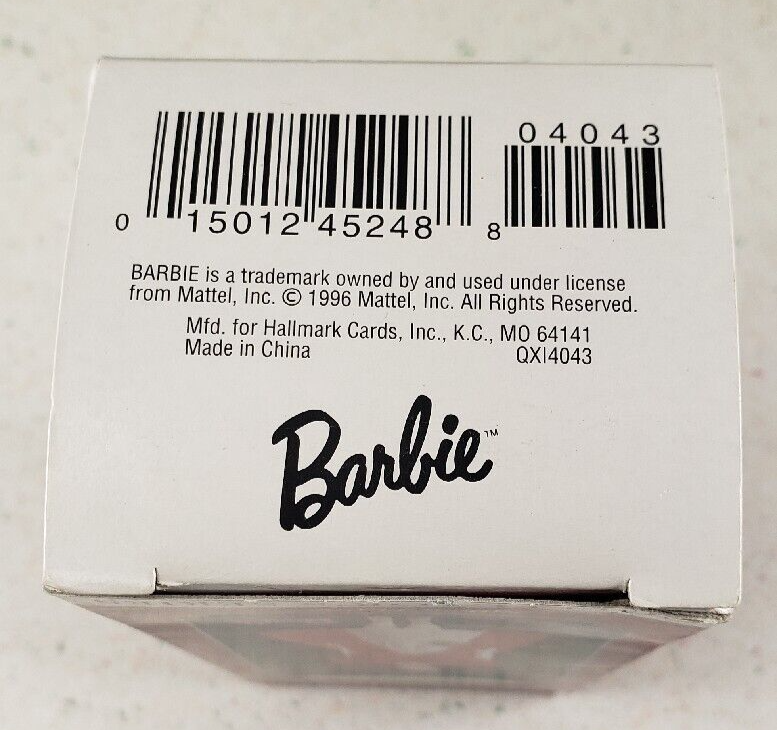 04043
0 15012 45248 8
BARBIE is a trademark owned by and used under license
from Mattel, Inc. © 1996 Mattel, Inc. All Rights Reserved.
Mfd. for Hallmark Cards, Inc., K.C., MO 64141
Made in China QXI4043
Barbie™